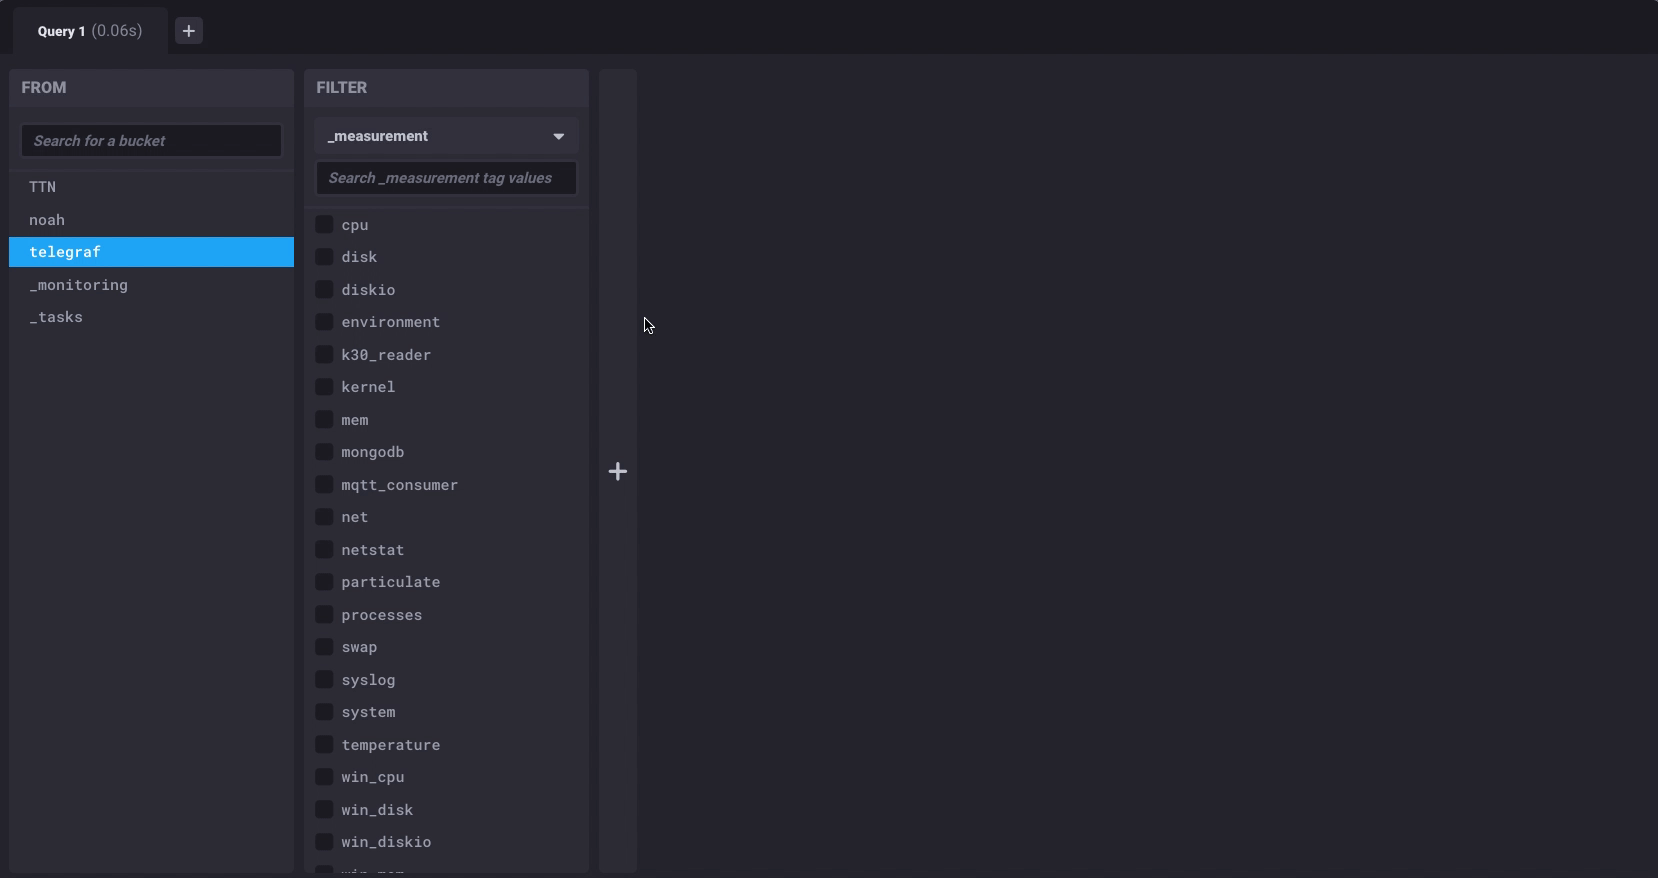 Query 1 (0.06s)
FROM
Search for a bucket
TTN
noah
telegraf
_monitoring
_tasks
FILTER
_measurement
Search _measurement tag values
cpu
disk
diskio
environment
k30_reader
kernel
mem
mongodb
mqtt_consumer
net
netstat
particulate
processes
swap
syslog
system
temperature
win_cpu
win_disk
win_diskio